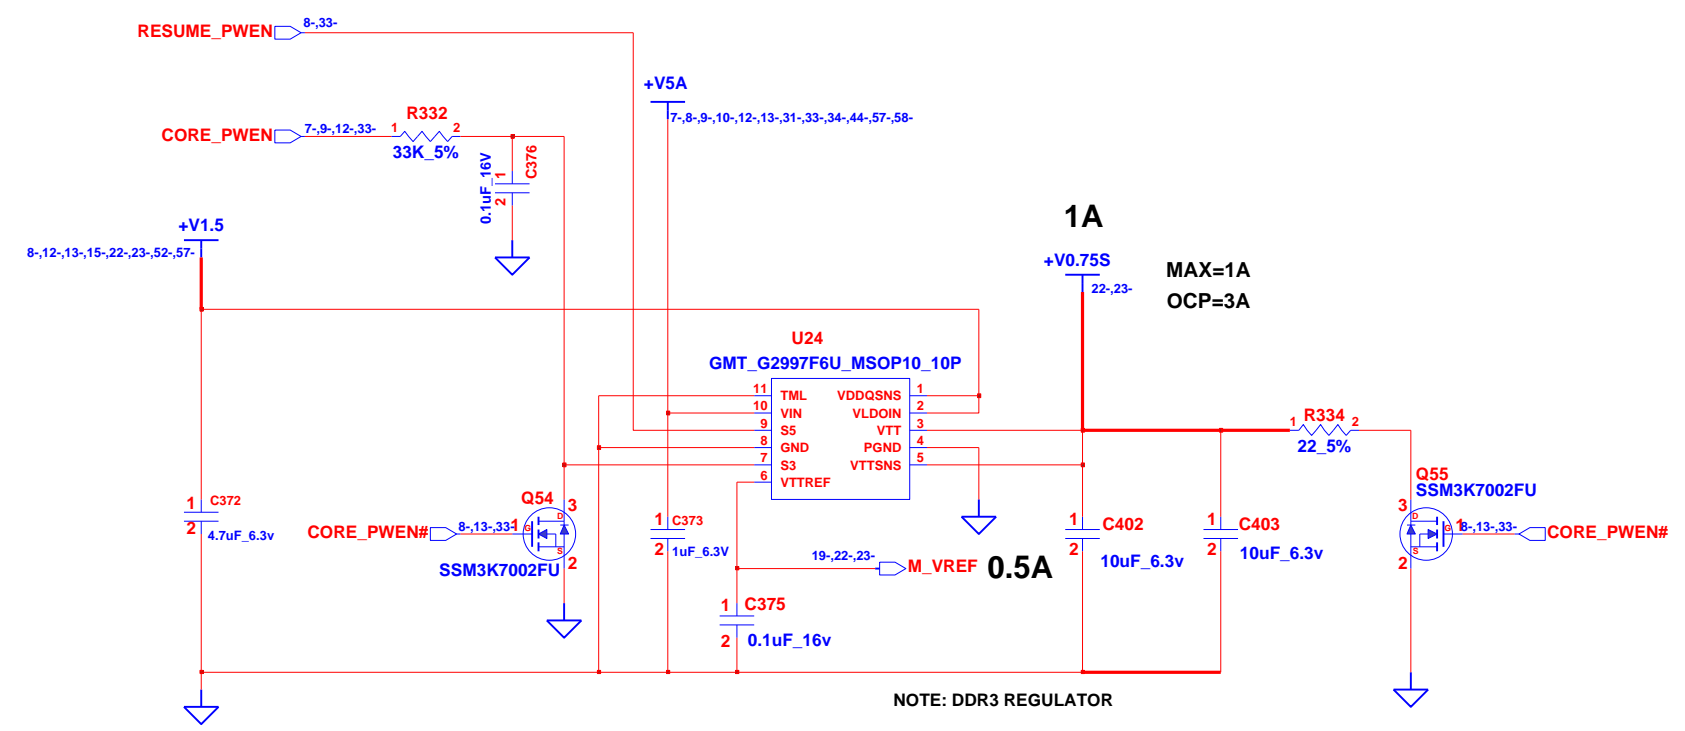 RESUME_PWEN
8-,33-
+V5A
7-,8-,9-,10-,12-,13-,31-,33-,34-,44-,57-,58-
CORE_PWEN
7-,9-,12-,33-
R332
1
2
33K_5%
C376
0.1uF_16V
1
2
+V1.5
8-,12-,13-,15-,22-,23-,52-,57-
1A
+V0.75S
22-,23-
MAX=1A
OCP=3A
U24
GMT_G2997F6U_MSOP10_10P
11 TML VDDQSNS 1
10 VIN VLDOIN 2
9 S5 VTT 3
8 GND PGND 4
7 S3 VTTSNS 5
6 VTTREF
1 R334 2
22_5%
1 C372
2 4.7uF_6.3v
Q54
3
D
CORE_PWEN#
8-,13-,33-
1
G
S
2
SSM3K7002FU
1 C373
2 1uF_6.3V
19-,22-,23-
M_VREF
0.5A
1 C375
2 0.1uF_16v
1 C402
2 10uF_6.3v
1 C403
2 10uF_6.3v
Q55
SSM3K7002FU
3
D
G
1
8-,13-,33-
CORE_PWEN#
S
2
NOTE: DDR3 REGULATOR